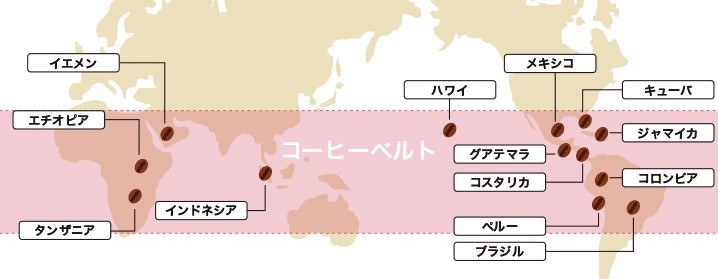 イエメン
メキシコ
ハワイ
キューバ
エチオピア
ジャマイカ
コーヒーベルト
グアテマラ
コスタリカ
コロンビア
インドネシア
タンザニア
ペルー
ブラジル